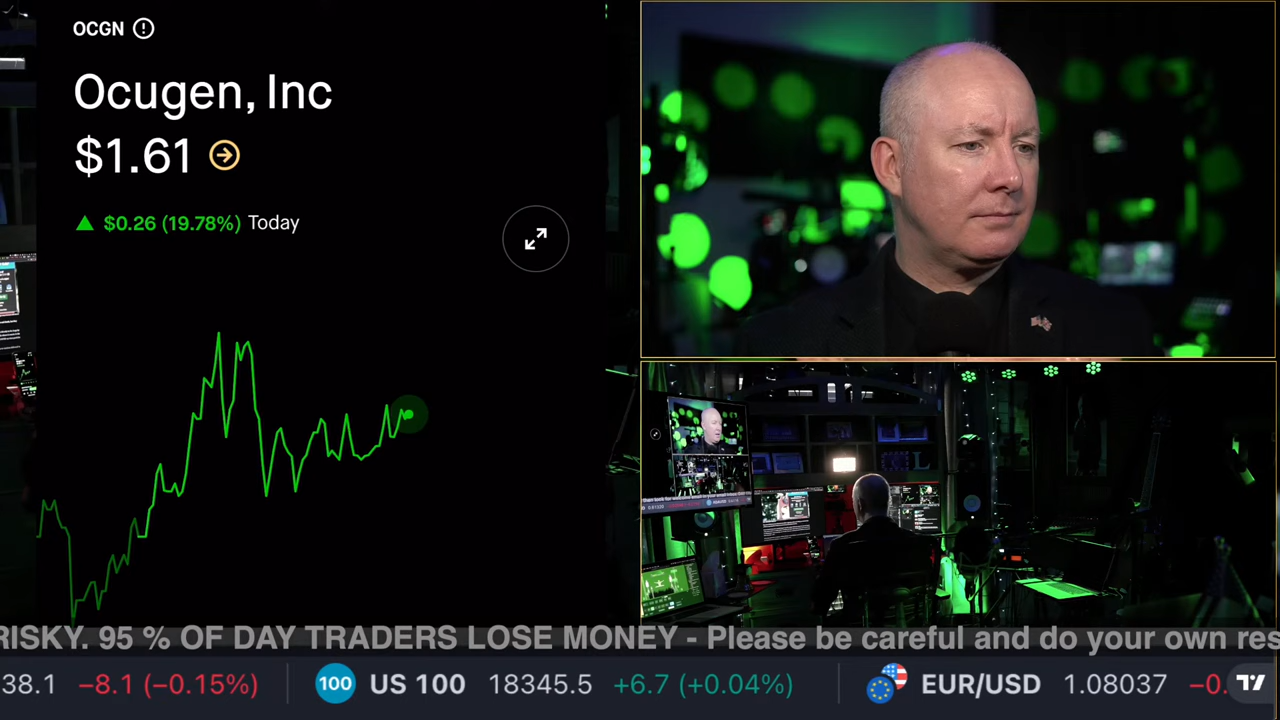 OCGN
Ocugen, Inc
$1.61
$0.26 (19.78%) Today
RISKY. 95 % OF DAY TRADERS LOSE MONEY - Please be careful and do your own res
38.1 −8.1 (−0.15%) 100 US 100 18345.5 +6.7 (+0.04%) EUR/USD 1.08037 −0.